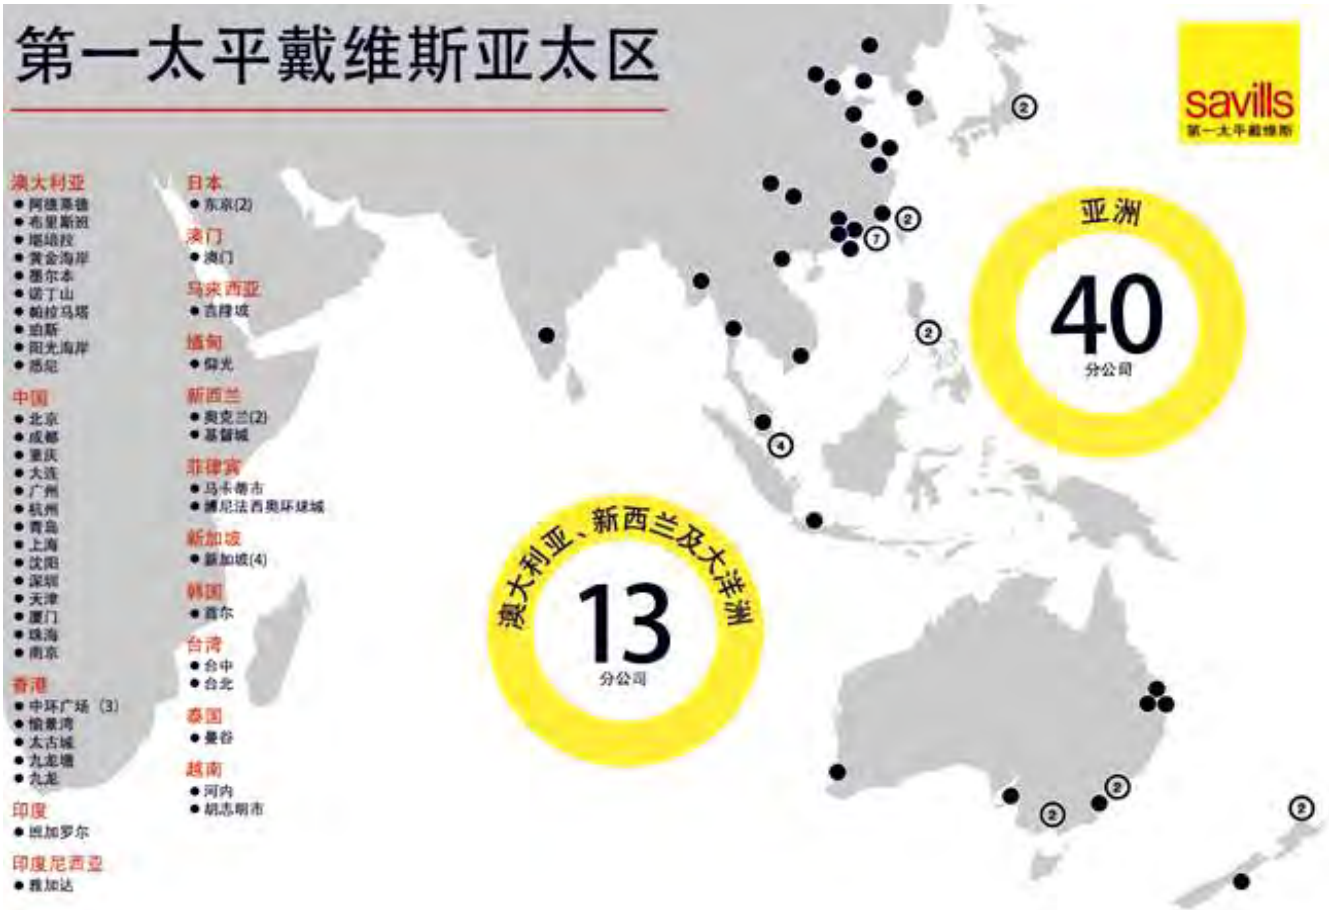 第一太平戴维斯亚太区
savills
第一太平戴维斯
澳大利亚
● 阿德莱德
● 布里斯班
● 堪培拉
● 黄金海岸
● 墨尔本
● 诺丁山
● 帕拉马塔
● 珀斯
● 阳光海岸
● 悉尼
中国
● 北京
● 成都
● 重庆
● 大连
● 广州
● 杭州
● 青岛
● 上海
● 沈阳
● 深圳
● 天津
● 厦门
● 珠海
● 南京
香港
● 中环广场（3）
● 愉景湾
● 太古城
● 九龙塘
● 九龙
印度
● 班加罗尔
印度尼西亚
● 雅加达
日本
● 东京(2)
澳门
● 澳门
马来西亚
● 吉隆坡
缅甸
● 仰光
新西兰
● 奥克兰(2)
● 基督城
菲律宾
● 马卡蒂市
● 博尼法西奥环球城
新加坡
● 新加坡(4)
韩国
● 首尔
台湾
● 台中
● 台北
泰国
● 曼谷
越南
● 河内
● 胡志明市
亚洲
40
分公司
澳大利亚、新西兰及大洋洲
13
分公司
2
2
7
2
4
2
2
2